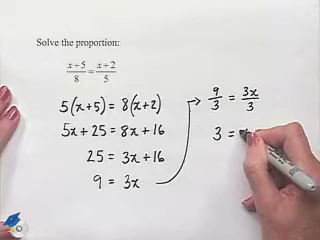 Solve the proportion:
x+5/8 = x+2/5
5(x+5) = 8(x+2)
5x+25 = 8x+16
25 = 3x+16
9 = 3x
9/3 = 3x/3
3 =